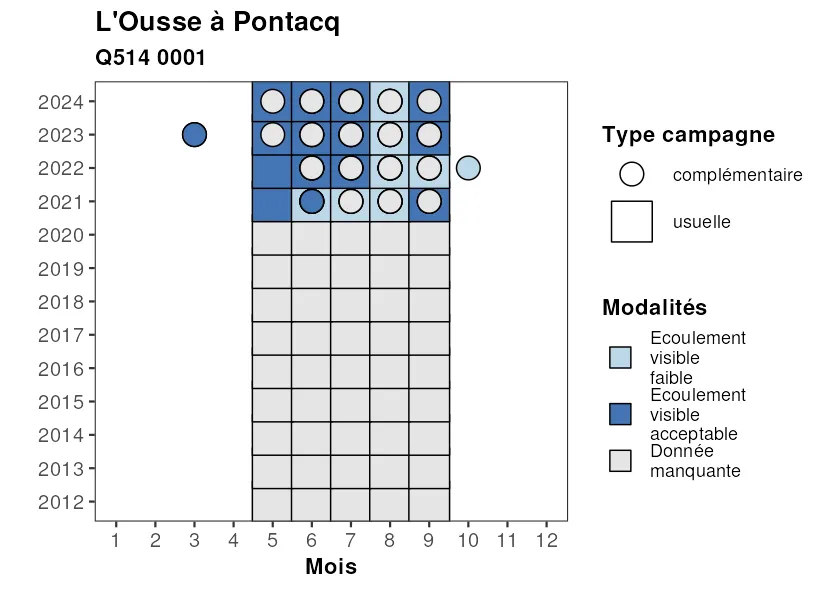 L'Ousse à Pontacq
Q514 0001
2024
2023
2022
2021
2020
2019
2018
2017
2016
2015
2014
2013
2012
1 2 3 4 5 6 7 8 9 10 11 12
Mois
Type campagne
complémentaire
usuelle
Modalités
Ecoulement
visible
faible
Ecoulement
visible
acceptable
Donnée
manquante